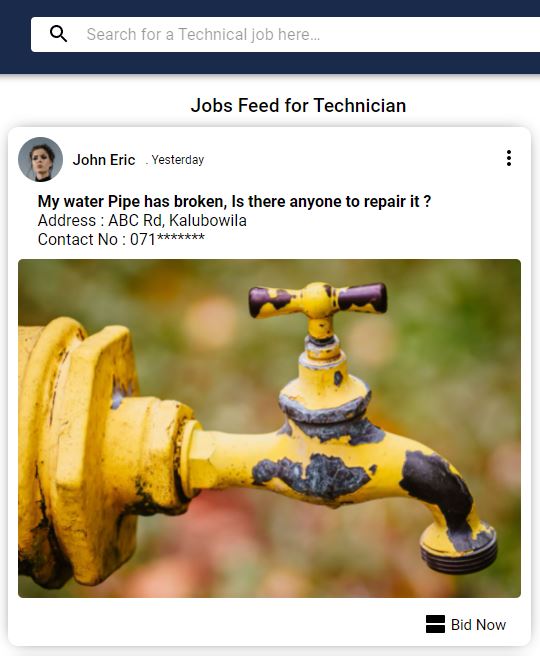 Search for a Technical job here...
Jobs Feed for Technician
John Eric . Yesterday
My water Pipe has broken, Is there anyone to repair it ?
Address : ABC Rd, Kalubowila
Contact No : 071*******
Bid Now